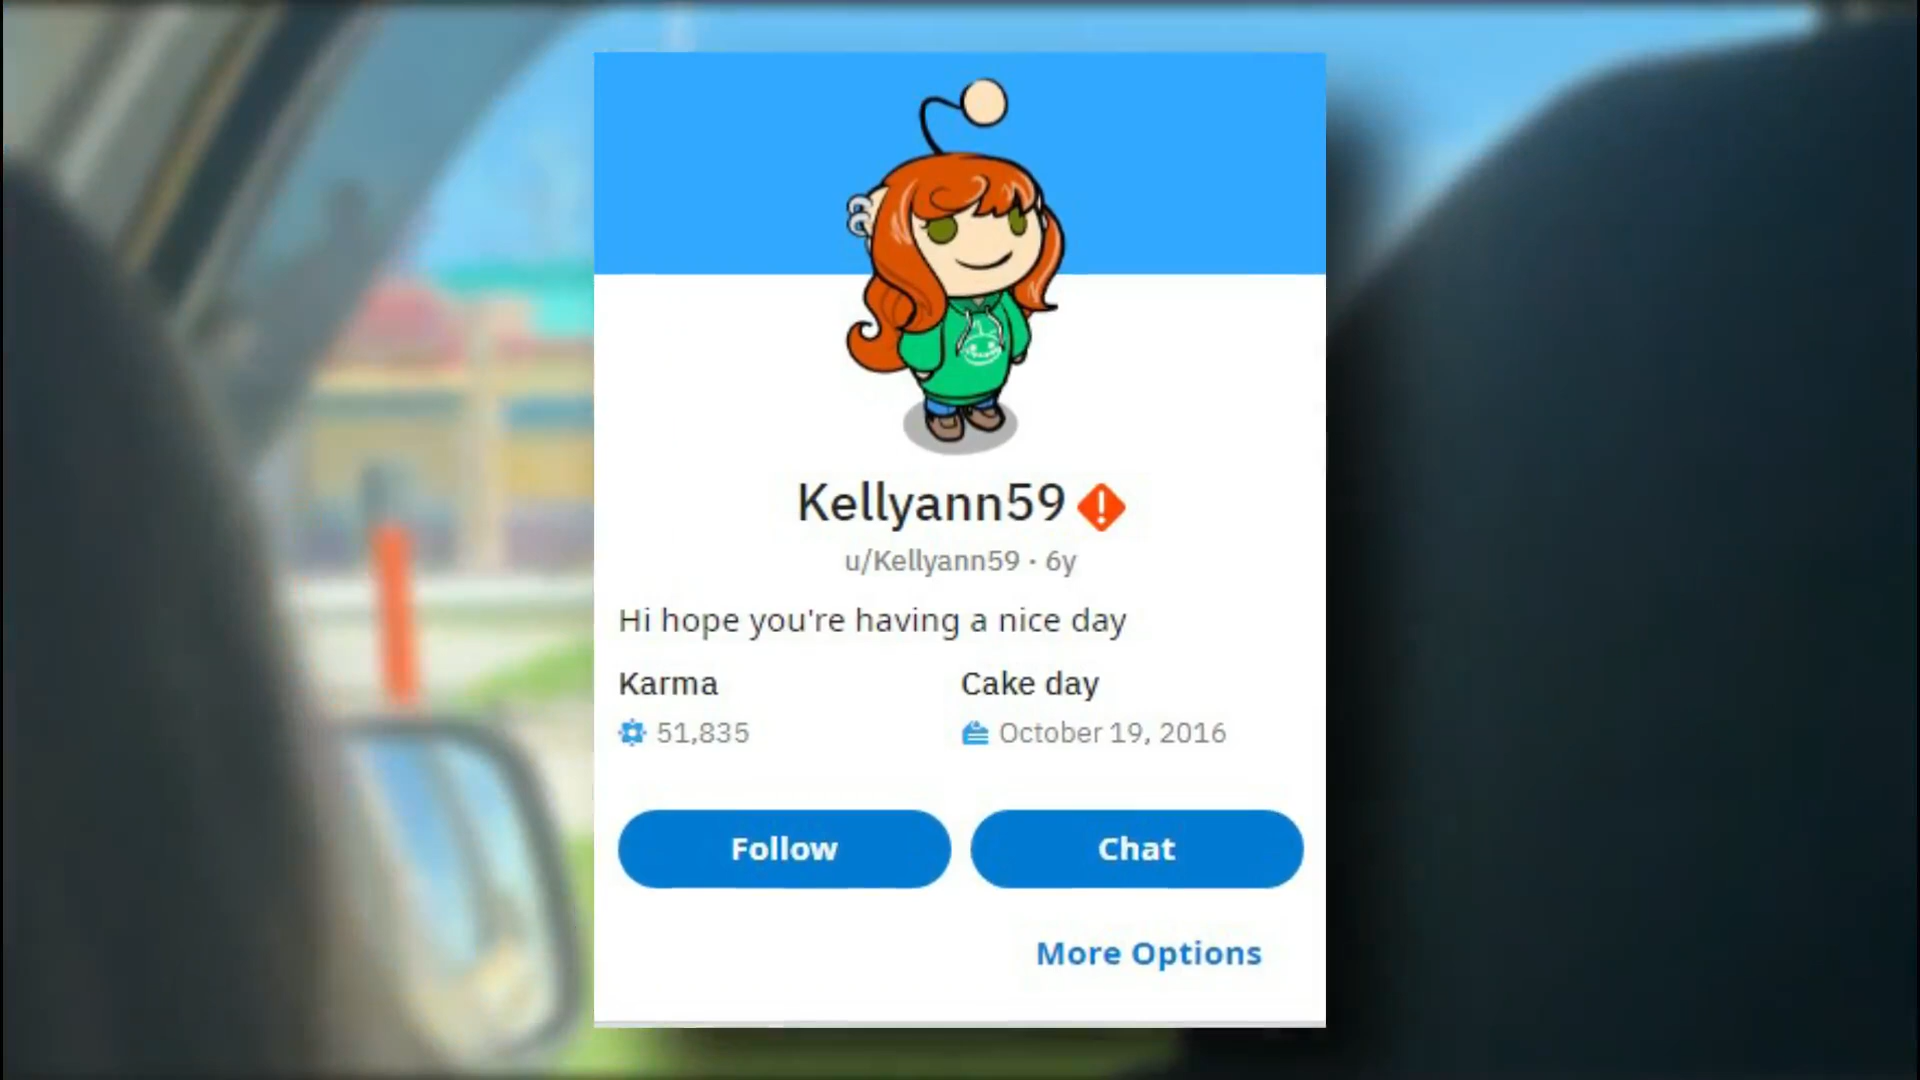 Kellyann59
u/Kellyann59 · 6y
Hi hope you're having a nice day
Karma
Cake day
51,835
October 19, 2016
Follow
Chat
More Options